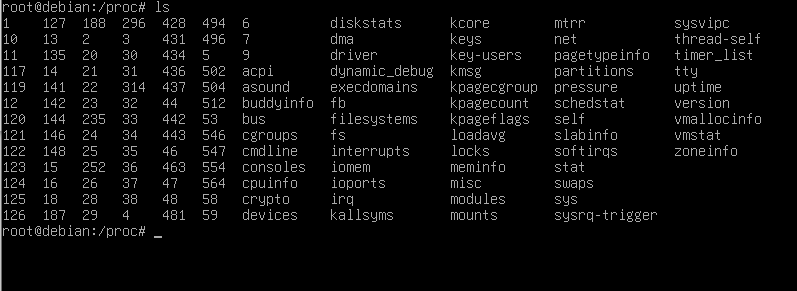 root@debian:/proc# ls
1 127 188 296 428 494 6 diskstats kcore mtrr sysvipc
10 13 2 3 431 496 7 dma keys net thread-self
11 135 20 30 434 5 9 driver key-users pagetypeinfo timer_list
117 14 21 31 436 502 acpi dynamic_debug kmsg partitions tty
119 141 22 314 437 504 asound execdomains kpagecgroup pressure uptime
12 142 23 32 44 512 buddyinfo fb kpagecount schedstat version
120 144 235 33 442 53 bus filesystems kpageflags self vmallocinfo
121 146 24 34 443 546 cgroups fs loadavg slabinfo vmstat
122 148 25 35 46 547 cmdline interrupts locks softirqs zoneinfo
123 15 252 36 463 554 consoles iomem meminfo stat
124 16 26 37 47 564 cpuinfo ioports misc swaps
125 18 28 38 48 58 crypto irq modules sys
126 187 29 4 481 59 devices kallsyms mounts sysrq-trigger
root@debian:/proc# _